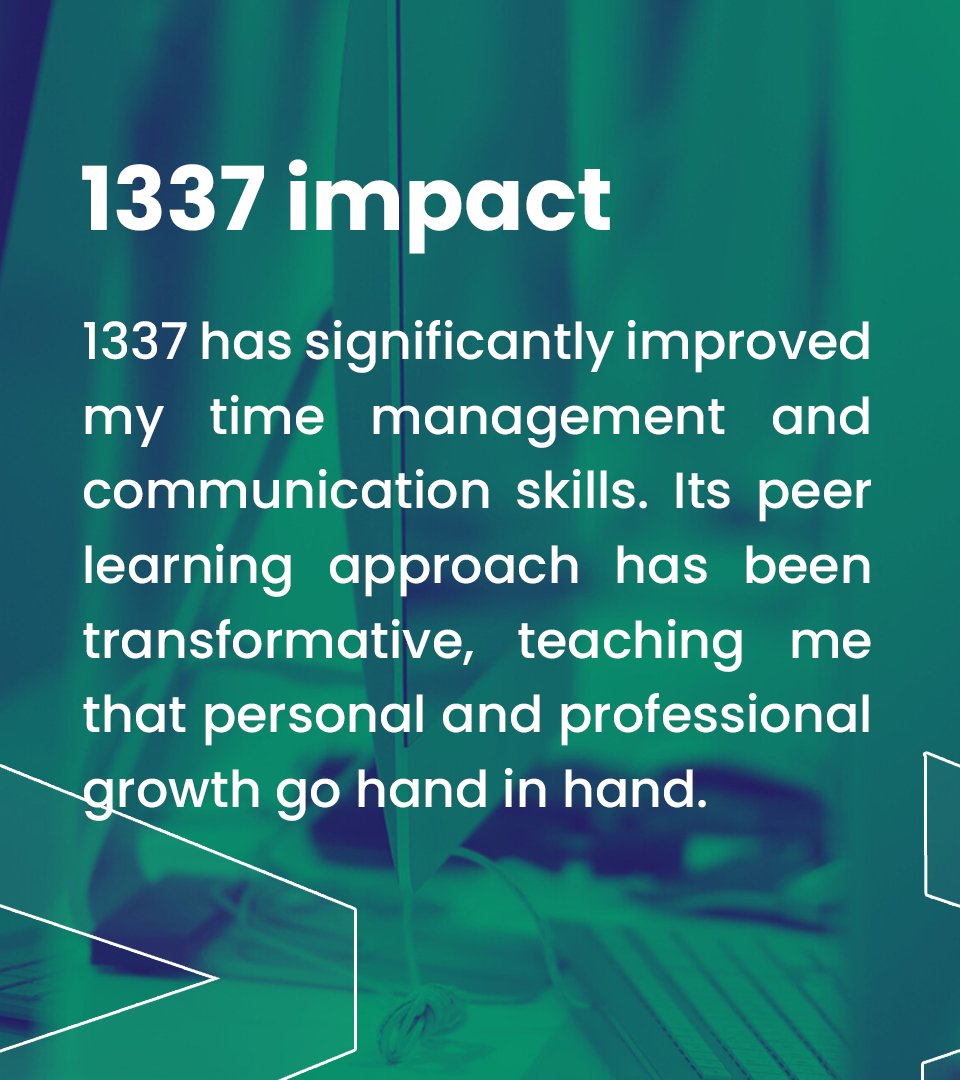 1337 impact
1337 has significantly improved
my time management and
communication skills. Its peer
learning approach has been
transformative, teaching me
that personal and professional
growth go hand in hand.